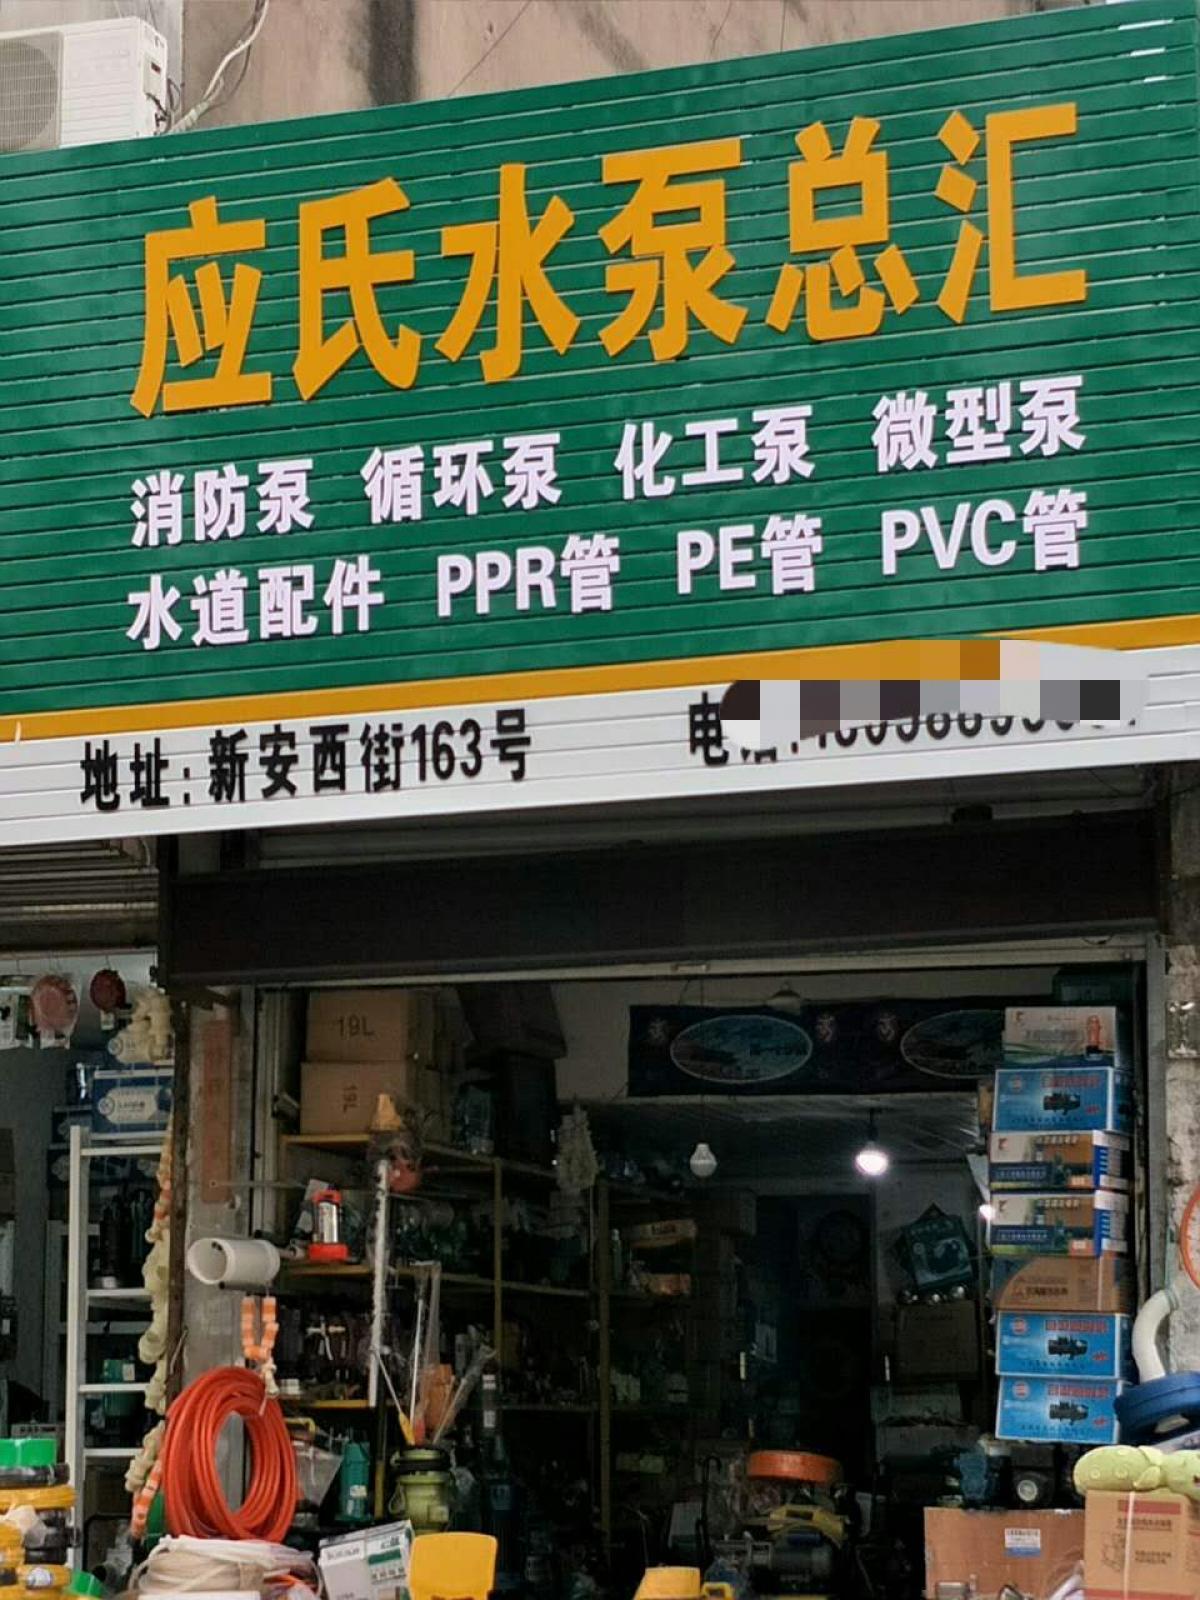 应氏水泵总汇
消防泵 循环泵 化工泵 微型泵
水道配件 PPR管 PE管 PVC管
地址:新安西街163号
电
19L